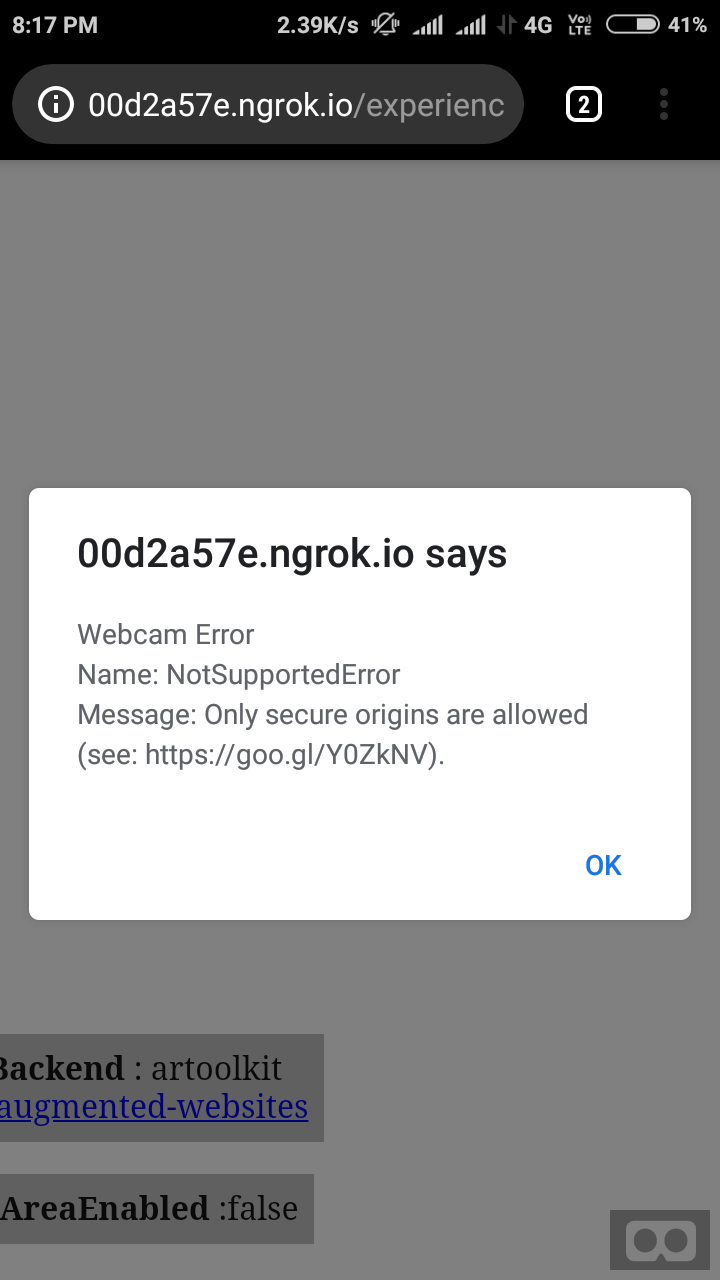 8:17 PM 2.39K/s 4G Vo)) LTE 41%
00d2a57e.ngrok.io/experienc 2
00d2a57e.ngrok.io says
Webcam Error
Name: NotSupportedError
Message: Only secure origins are allowed
(see: https://goo.gl/Y0ZkNV).
OK
Backend : artoolkit
augmented-websites
AreaEnabled :false